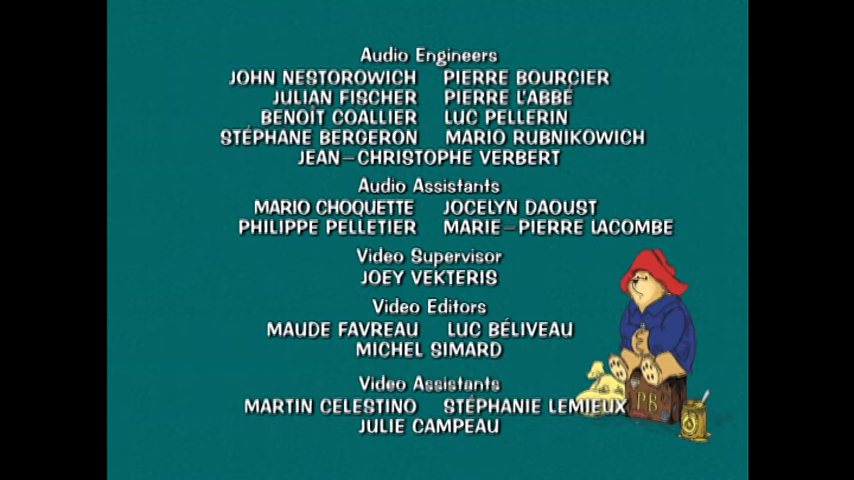 Audio Engineers
JOHN NESTOROWICH PIERRE BOURCIER
JULIAN FISCHER PIERRE L'ABBÉ
BENOÎT COALLIER LUC PELLERIN
STÉPHANE BERGERON MARIO RUBNIKOWICH
JEAN-CHRISTOPHE VERBERT
Audio Assistants
MARIO CHOQUETTE JOCELYN DAOUST
PHILIPPE PELLETIER MARIE-PIERRE LACOMBE
Video Supervisor
JOEY VEKTERIS
Video Editors
MAUDE FAVREAU LUC BÉLIVEAU
MICHEL SIMARD
Video Assistants
MARTIN CELESTINO STÉPHANIE LEMIEUX
JULIE CAMPEAU
PB